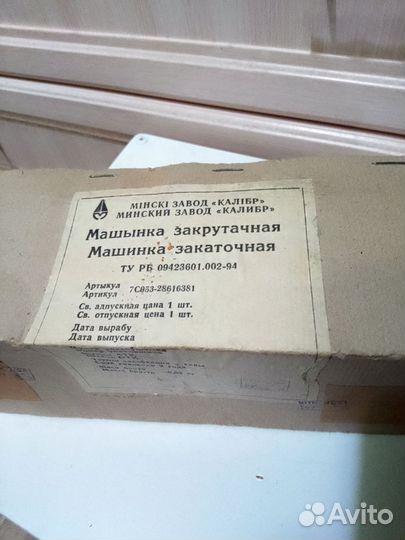 МІНСКІ ЗАВОД «КАЛІБР»
МИНСКИЙ ЗАВОД «КАЛИБР»
Машынка закрутачная
Машинка закаточная
ТУ РБ 09423601.002-94
Артыкул
Артикул 7С053-28616381
Св. адпускная цана 1 шт.
Св. отпускная цена 1 шт.
Дата вырабу
Дата выпуска
Avito